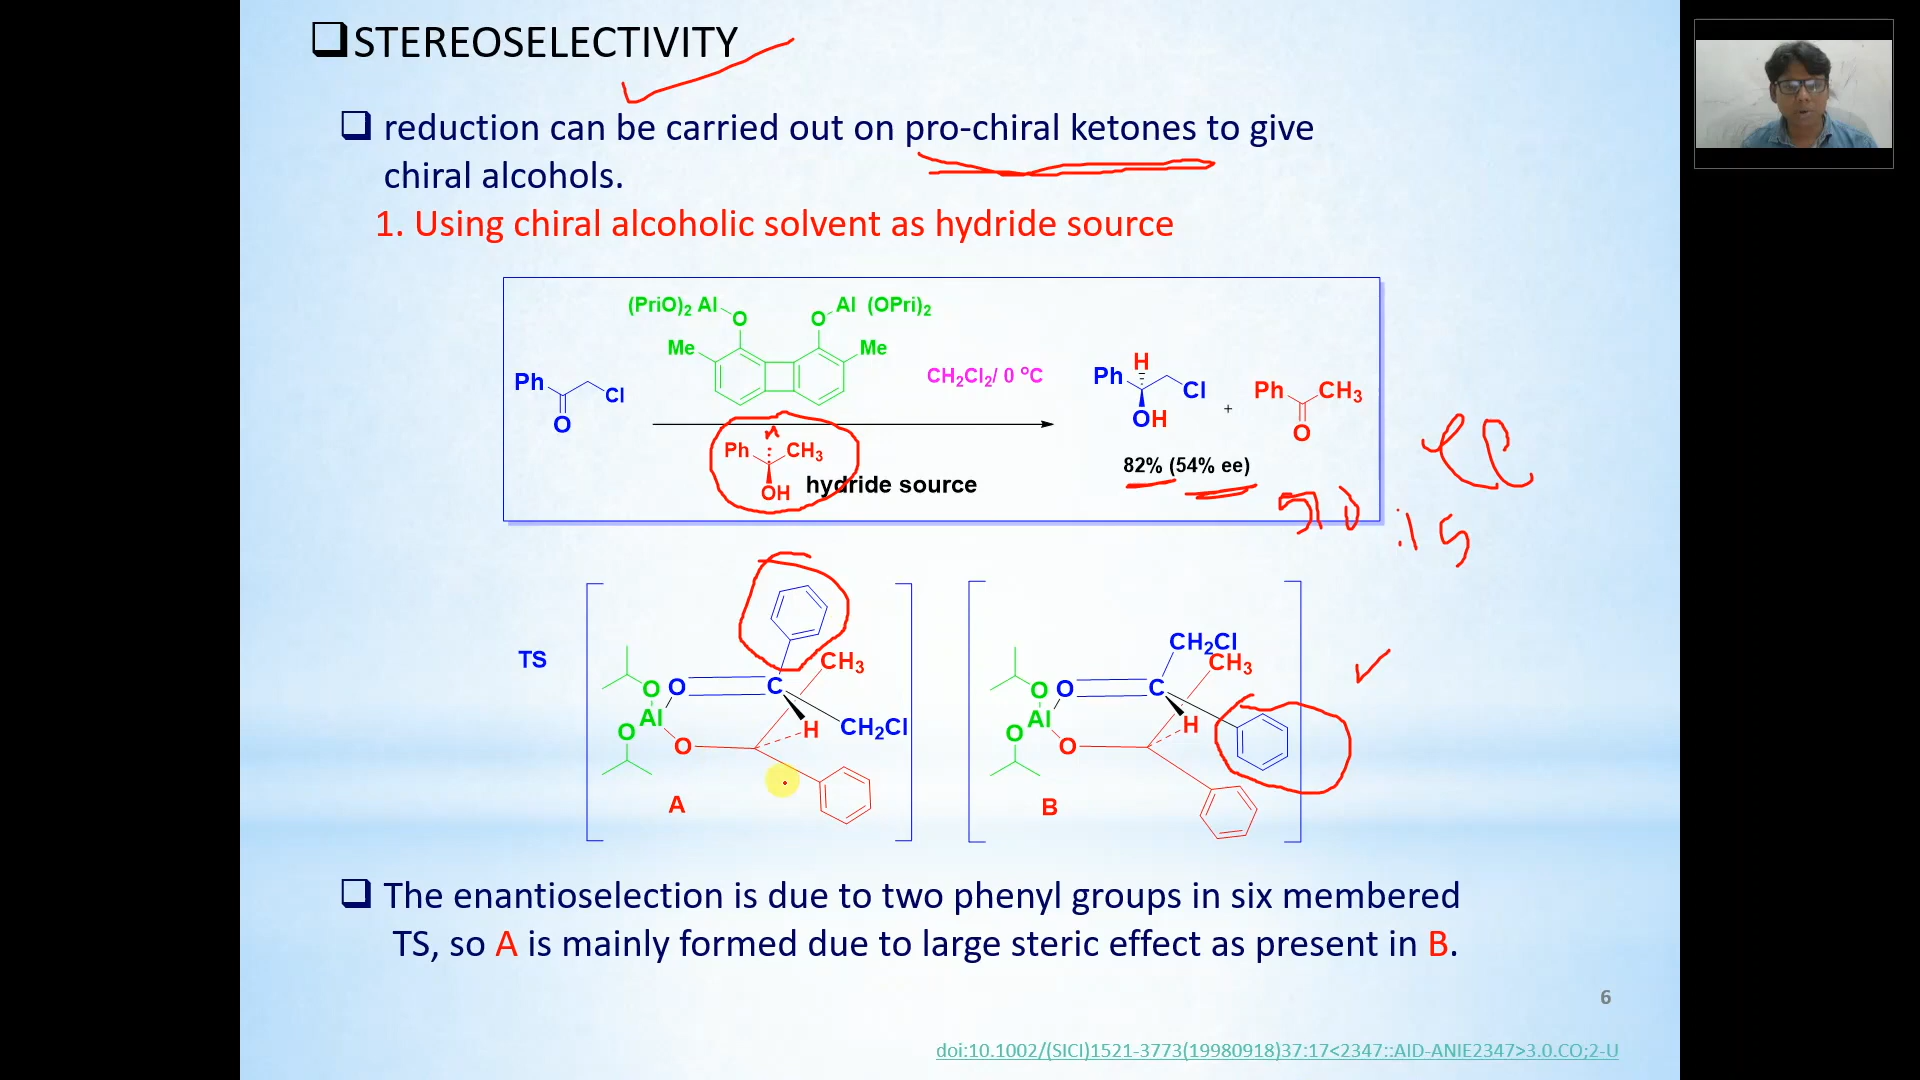 STEREOSELECTIVITY
reduction can be carried out on pro-chiral ketones to give
chiral alcohols.
1. Using chiral alcoholic solvent as hydride source
(PriO)₂ Al
Al (OPri)₂
O
O
Me
Me
Ph
Cl
O
CH₂Cl₂/ 0 ºC
H
Ph
Cl
OH
+
Ph
CH₃
O
Ph
CH₃
OH
hydride source
82% (54% ee)
ee
TS
CH₃
O
O
C
Al
H
CH₂Cl
O
O
A
CH₂Cl
CH₃
O
O
C
Al
H
O
O
B
The enantioselection is due to two phenyl groups in six membered
TS, so A is mainly formed due to large steric effect as present in B.
6
doi:10.1002/(SICI)1521-3773(19980918)37:17<2347::AID-ANIE2347>3.0.CO;2-U